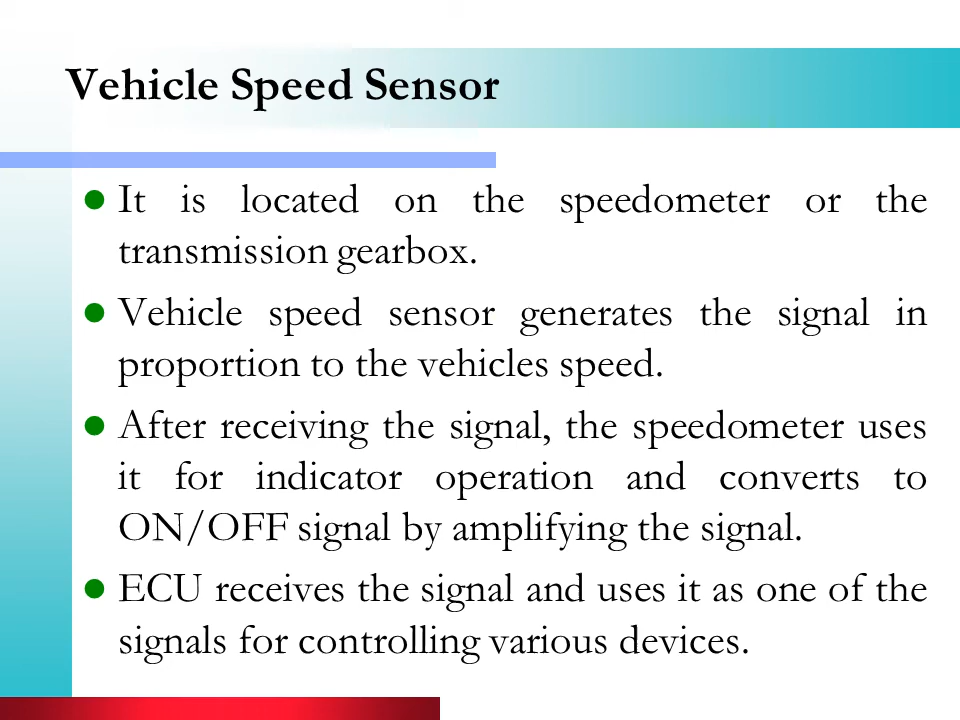 Vehicle Speed Sensor
It is located on the speedometer or the
transmission gearbox.
Vehicle speed sensor generates the signal in
proportion to the vehicles speed.
After receiving the signal, the speedometer uses
it for indicator operation and converts to
ON/OFF signal by amplifying the signal.
ECU receives the signal and uses it as one of the
signals for controlling various devices.